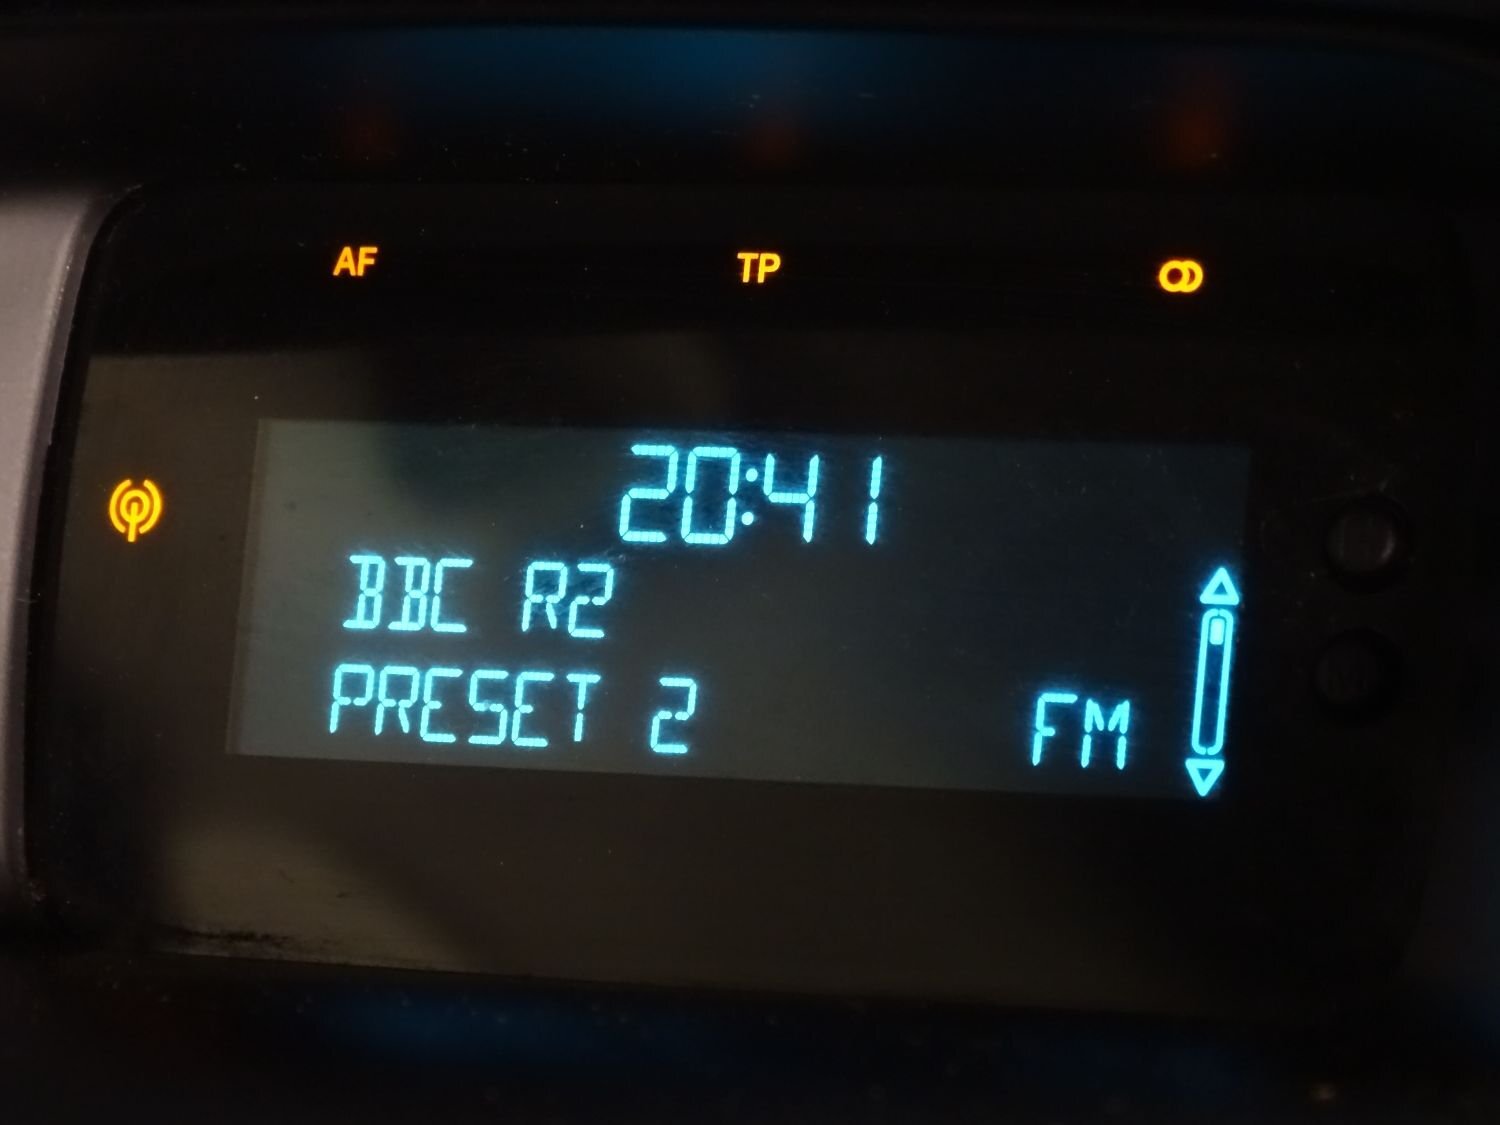 AF TP
20:41
BBC R2
PRESET 2 FM